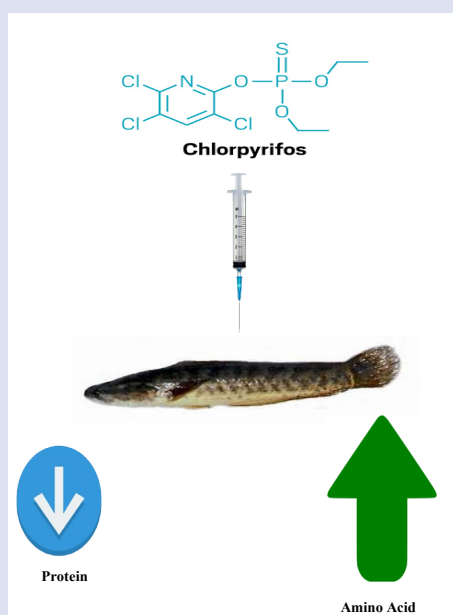 S
Cl N O P O
Cl Cl O
Chlorpyrifos
Protein
Amino Acid